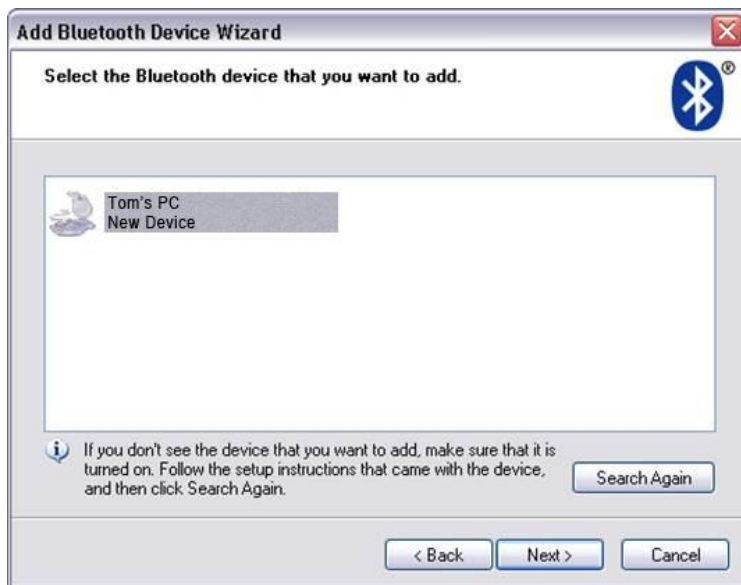 Add Bluetooth Device Wizard
Select the Bluetooth device that you want to add.
®
Tom's PC
New Device
If you don't see the device that you want to add, make sure that it is
turned on. Follow the setup instructions that came with the device,
and then click Search Again.
Search Again
< Back
Next >
Cancel